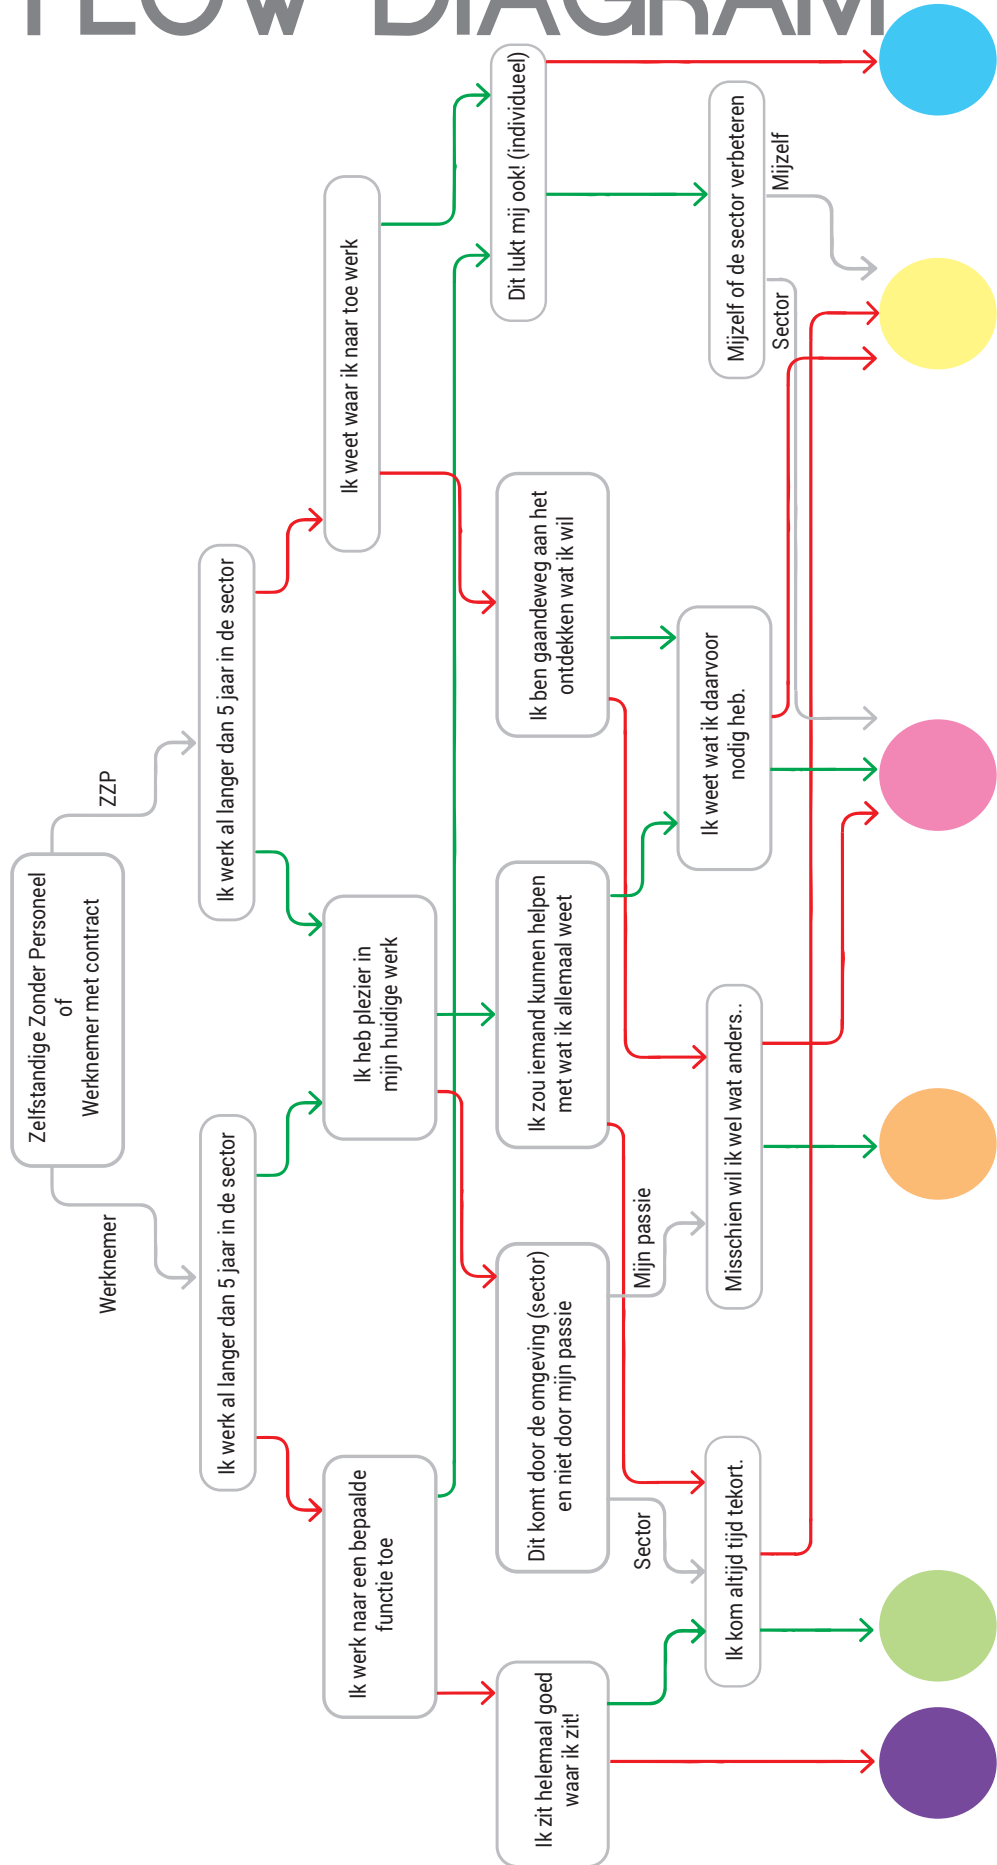 FLOW DIAGRAM
Zelfstandige Zonder Personeel
of
Werknemer met contract
Werknemer
ZZP
Ik werk al langer dan 5 jaar in de sector
Ik werk al langer dan 5 jaar in de sector
Ik werk naar een bepaalde
functie toe
Ik heb plezier in
mijn huidige werk
Ik weet waar ik naar toe werk
Ik zit helemaal goed
waar ik zit!
Dit komt door de omgeving (sector)
en niet door mijn passie
Ik zou iemand kunnen helpen
met wat ik allemaal weet
Ik ben gaandeweg aan het
ontdekken wat ik wil
Dit lukt mij ook! (individueel)
Sector
Mijn passie
Ik kom altijd tijd tekort.
Misschien wil ik wel wat anders..
Ik weet wat ik daarvoor
nodig heb.
Mijzelf of de sector verbeteren
Sector
Mijzelf